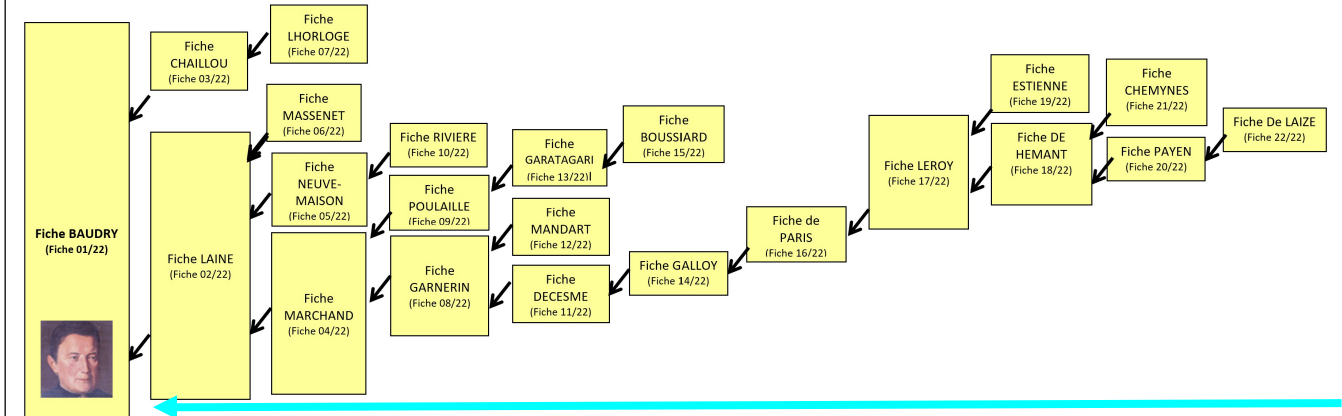 Fiche BAUDRY
(Fiche 01/22)
Fiche
CHAILLOU
(Fiche 03/22)
Fiche
LHORLOGE
(Fiche 07/22)
Fiche LAINE
(Fiche 02/22)
Fiche
MASSENET
(Fiche 06/22)
Fiche
NEUVE-
MAISON
(Fiche 05/22)
Fiche
MARCHAND
(Fiche 04/22)
Fiche RIVIERE
(Fiche 10/22)
Fiche
POULAILLE
(Fiche 09/22)
Fiche
GARNERIN
(Fiche 08/22)
Fiche
GARATAGARI
(Fiche 13/22)l
Fiche
MANDART
(Fiche 12/22)
Fiche
DECESME
(Fiche 11/22)
Fiche
BOUSSIARD
(Fiche 15/22)
Fiche GALLOY
(Fiche 14/22)
Fiche de
PARIS
(Fiche 16/22)
Fiche LEROY
(Fiche 17/22)
Fiche
ESTIENNE
(Fiche 19/22)
Fiche DE
HEMANT
(Fiche 18/22)
Fiche
CHEMYNES
(Fiche 21/22)
Fiche PAYEN
(Fiche 20/22)
Fiche De LAIZE
(Fiche 22/22)